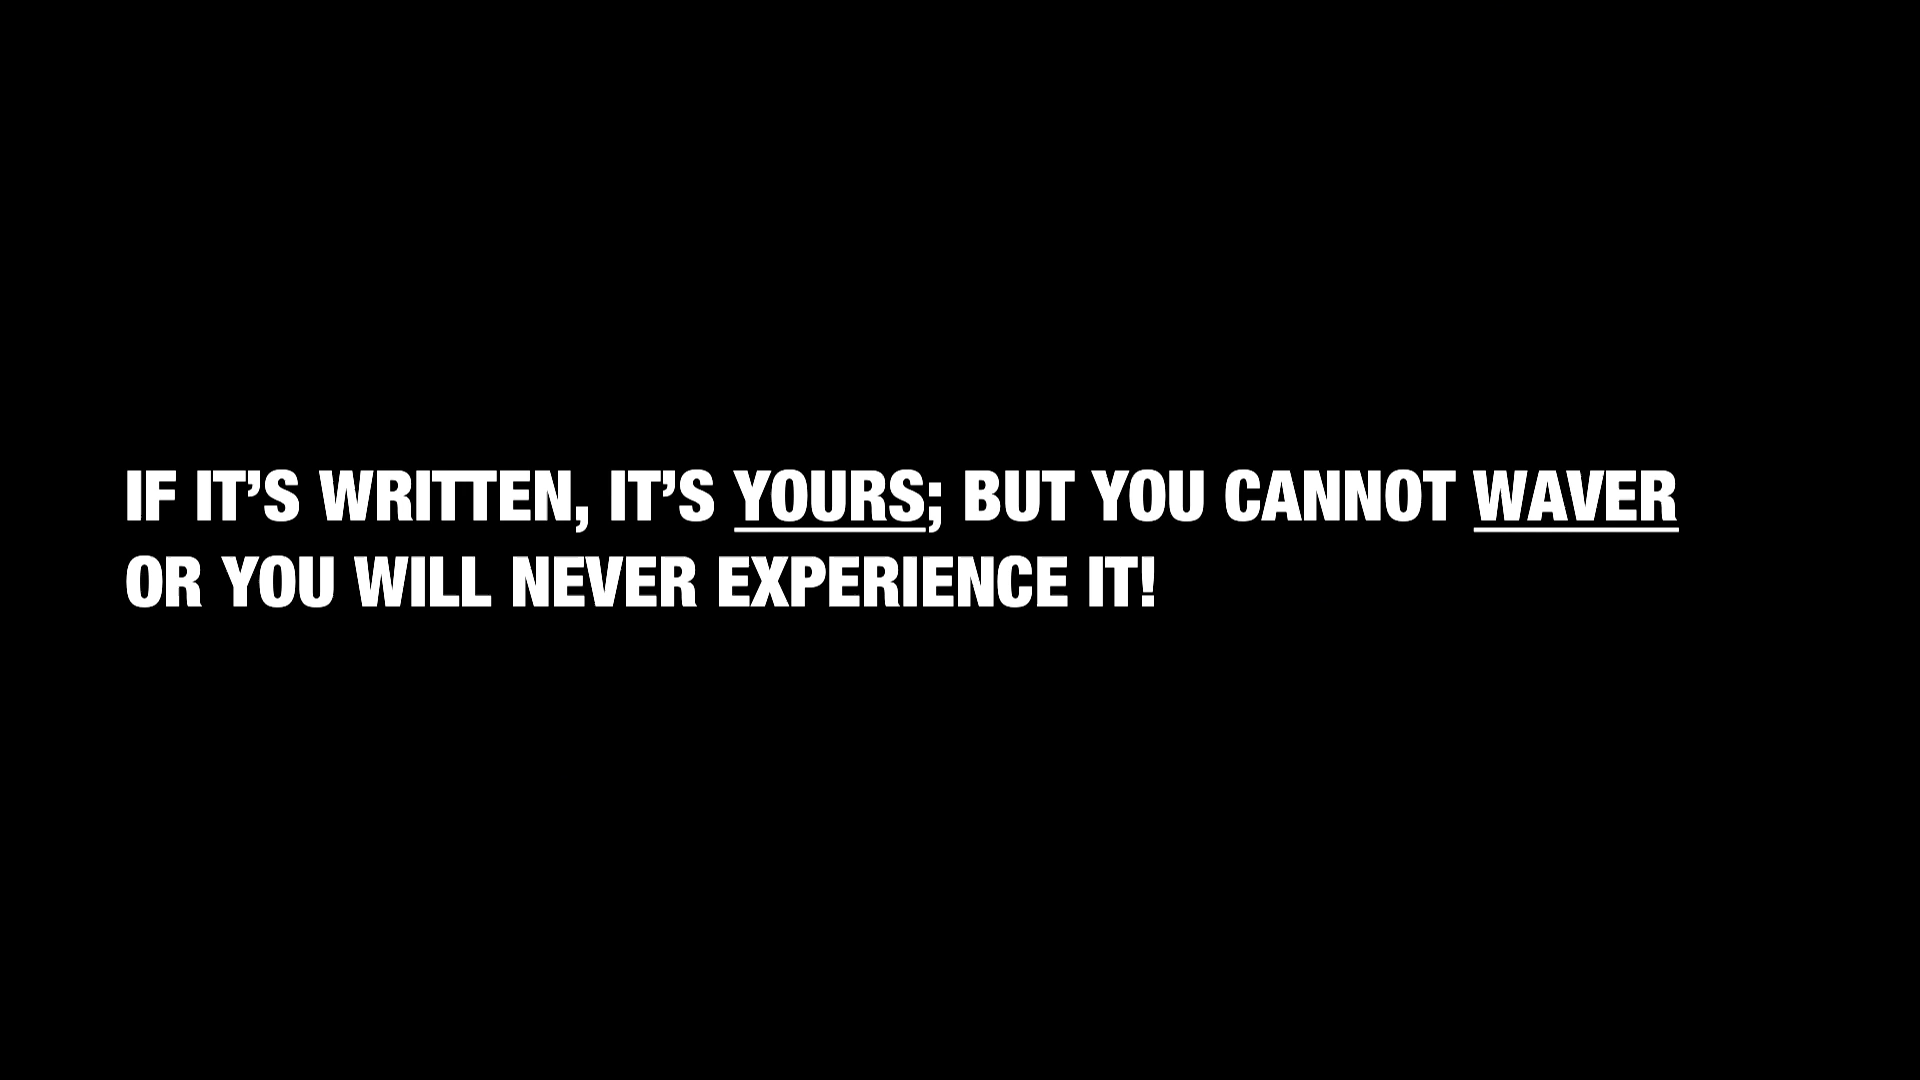 IF IT’S WRITTEN, IT’S YOURS; BUT YOU CANNOT WAVER
OR YOU WILL NEVER EXPERIENCE IT!